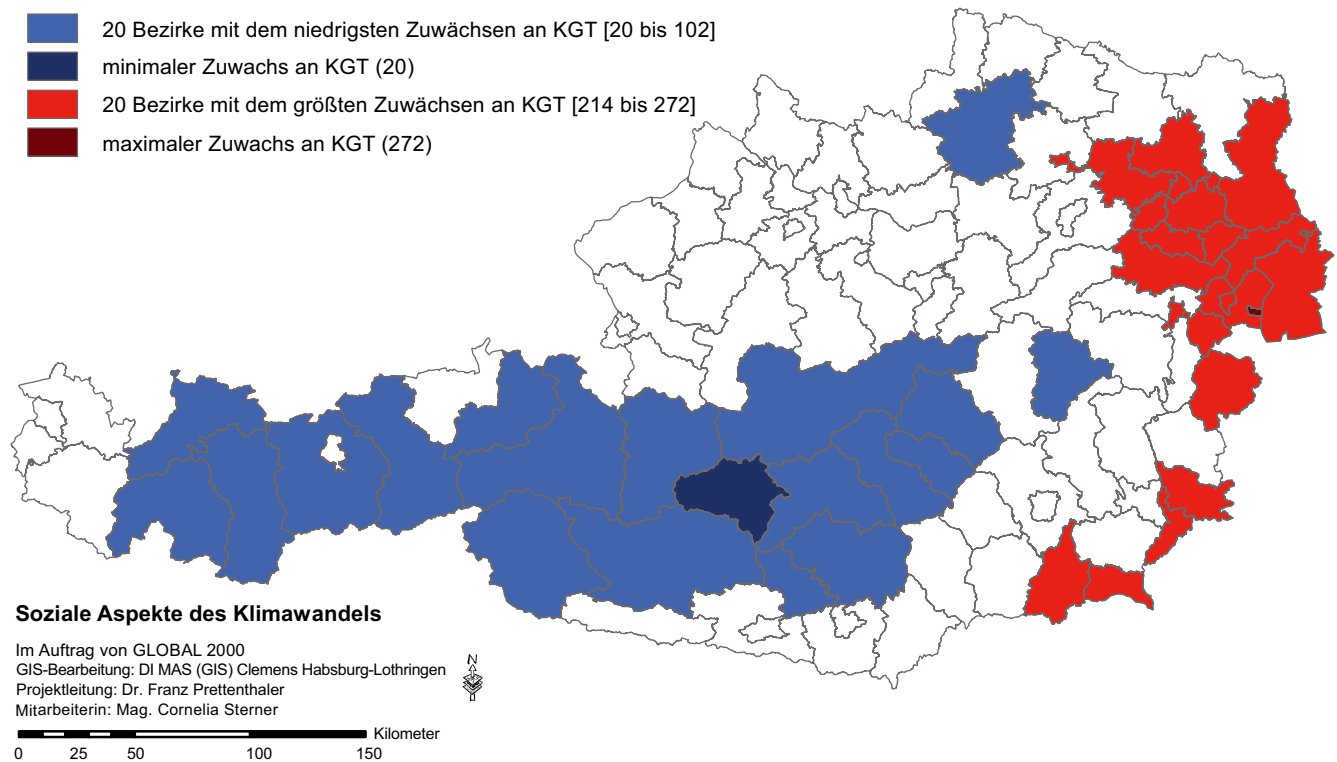 20 Bezirke mit dem niedrigsten Zuwächsen an KGT [20 bis 102]
minimaler Zuwachs an KGT (20)
20 Bezirke mit dem größten Zuwächsen an KGT [214 bis 272]
maximaler Zuwachs an KGT (272)
Soziale Aspekte des Klimawandels
Im Auftrag von GLOBAL 2000
GIS-Bearbeitung: DI MAS (GIS) Clemens Habsburg-Lothringen
Projektleitung: Dr. Franz Prettenthaler
Mitarbeiterin: Mag. Cornelia Sterner
N
Kilometer
0 25 50 100 150